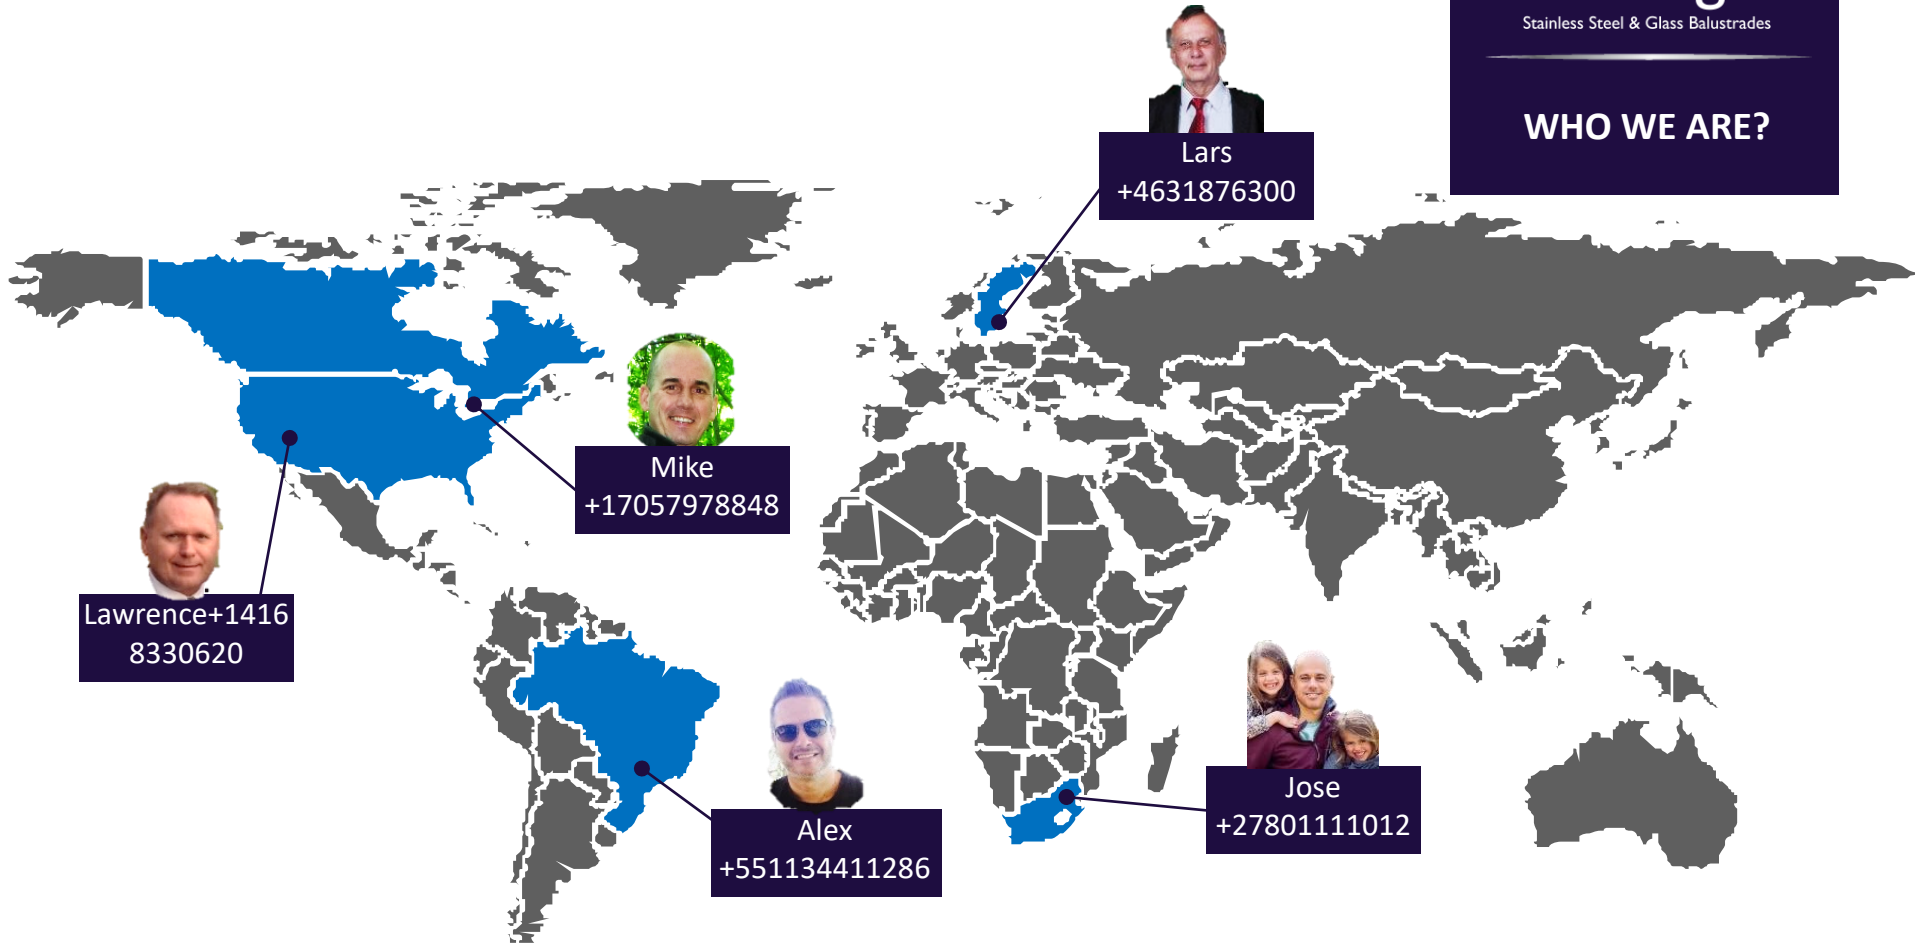 Stainless Steel & Glass Balustrades
WHO WE ARE?
Lars
+4631876300
Mike
+17057978848
Lawrence+1416
8330620
Alex
+551134411286
Jose
+27801111012